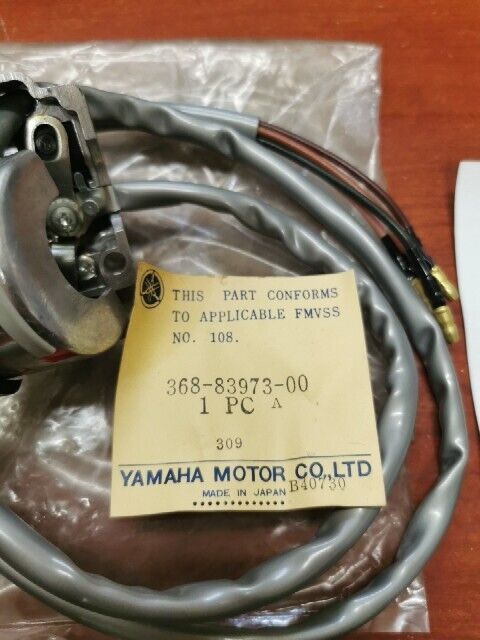 THIS PART CONFORMS
TO APPLICABLE FMVSS
NO. 108.
368-83973-00
1 PC A
309
YAMAHA MOTOR CO., LTD
MADE IN JAPAN B40730